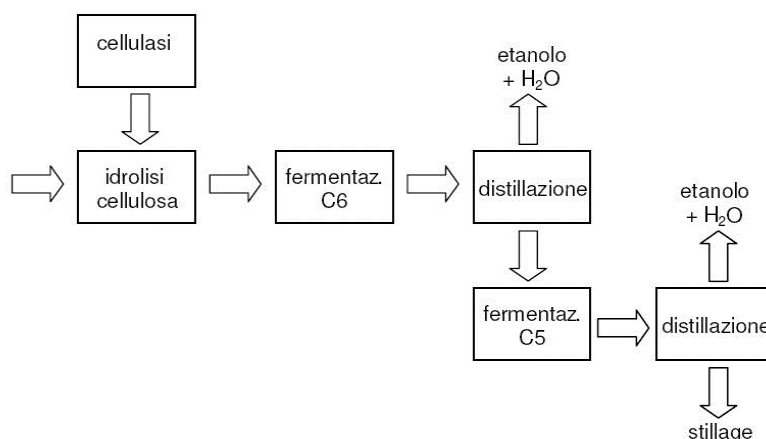 cellulasi
etanolo
+ H₂O
idrolisi
cellulosa
fermentaz.
C6
distillazione
etanolo
+ H₂O
fermentaz.
C5
distillazione
stillage